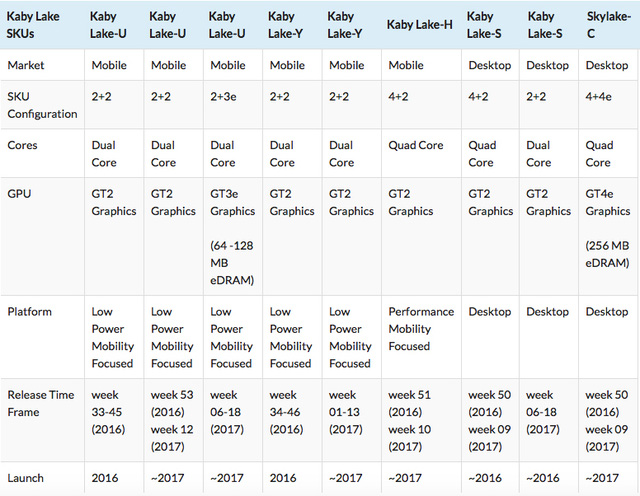 Kaby Lake SKUs Kaby Lake-U Kaby Lake-U Kaby Lake-U Kaby Lake-Y Kaby Lake-Y Kaby Lake-H Kaby Lake-S Kaby Lake-S Skylake-C
Market Mobile Mobile Mobile Mobile Mobile Mobile Desktop Desktop Desktop
SKU Configuration 2+2 2+2 2+3e 2+2 2+2 4+2 4+2 2+2 4+4e
Cores Dual Core Dual Core Dual Core Dual Core Dual Core Quad Core Quad Core Dual Core Quad Core
GPU GT2 Graphics GT2 Graphics GT3e Graphics (64 -128 MB eDRAM) GT2 Graphics GT2 Graphics GT2 Graphics GT2 Graphics GT2 Graphics GT4e Graphics (256 MB eDRAM)
Platform Low Power Mobility Focused Low Power Mobility Focused Low Power Mobility Focused Low Power Mobility Focused Low Power Mobility Focused Performance Mobility Focused Desktop Desktop Desktop
Release Time Frame week 33-45 (2016) week 53 (2016) week 12 (2017) week 06-18 (2017) week 34-46 (2016) week 01-13 (2017) week 51 (2016) week 10 (2017) week 50 (2016) week 09 (2017) week 06-18 (2017) week 50 (2016) week 09 (2017)
Launch 2016 ~2017 ~2017 2016 ~2017 ~2017 ~2016 ~2017 ~2016